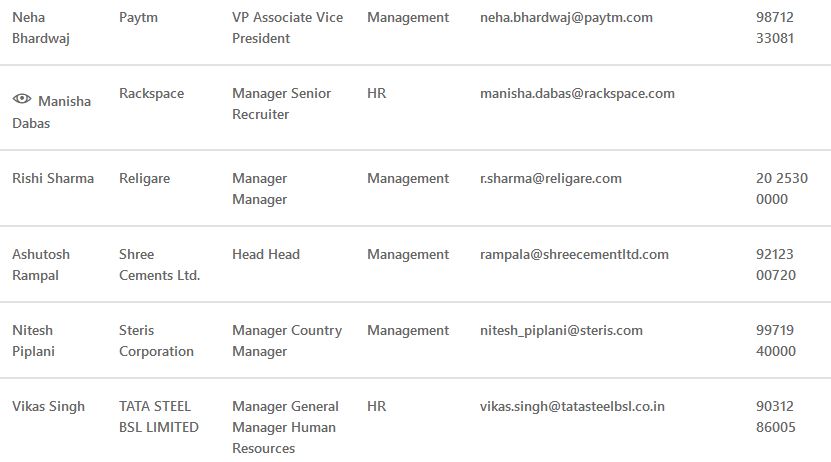 Neha Paytm VP Associate Vice Management neha.bhardwaj@paytm.com 98712
Bhardwaj President 33081
Manisha Rackspace Manager Senior HR manisha.dabas@rackspace.com
Dabas Recruiter
Rishi Sharma Religare Manager Management r.sharma@religare.com 20 2530
Manager 0000
Ashutosh Shree Head Head Management rampala@shreecementltd.com 92123
Rampal Cements Ltd. 00720
Nitesh Steris Manager Country Management nitesh_piplani@steris.com 99719
Piplani Corporation Manager 40000
Vikas Singh TATA STEEL Manager General HR vikas.singh@tatasteelbsl.co.in 90312
BSL LIMITED Manager Human 86005
Resources